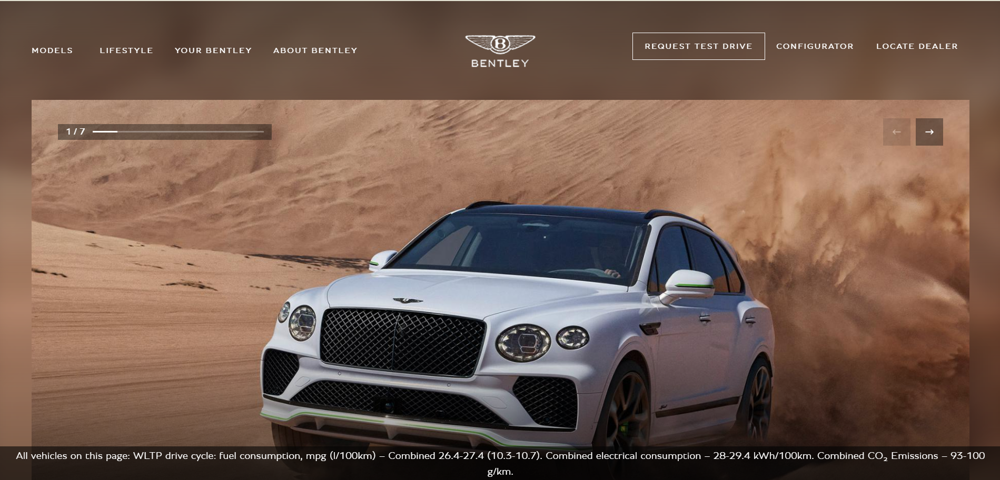 MODELS LIFESTYLE YOUR BENTLEY ABOUT BENTLEY
BENTLEY
REQUEST TEST DRIVE CONFIGURATOR LOCATE DEALER
1 / 7
All vehicles on this page: WLTP drive cycle: fuel consumption, mpg (l/100km) – Combined 26.4-27.4 (10.3-10.7). Combined electrical consumption – 28-29.4 kWh/100km. Combined CO₂ Emissions – 93-100
g/km.